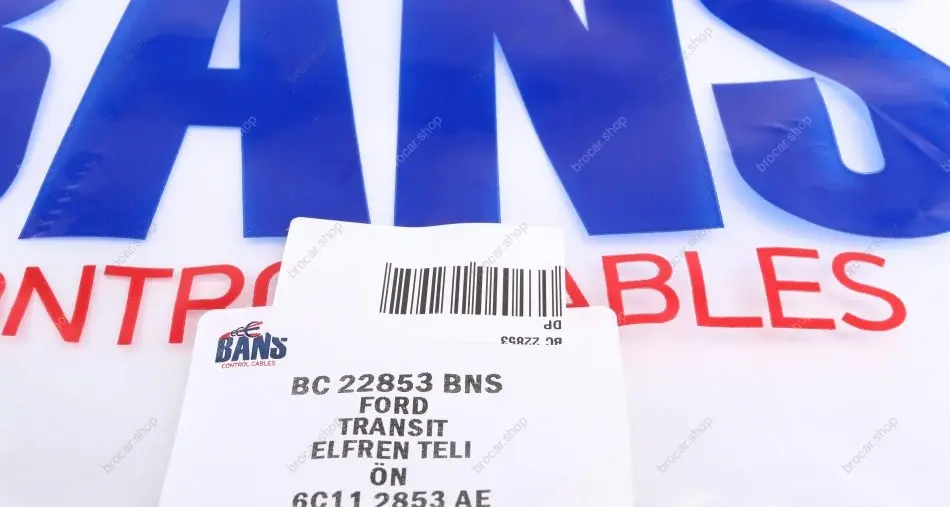 BANS
CONTROL CABLES
DP
BC 22853
BANS
CONTROL CABLES
BC 22853 BNS
FORD
TRANSIT
ELFREN TELI
ÖN
6C11 2853 AE
brocar.shop